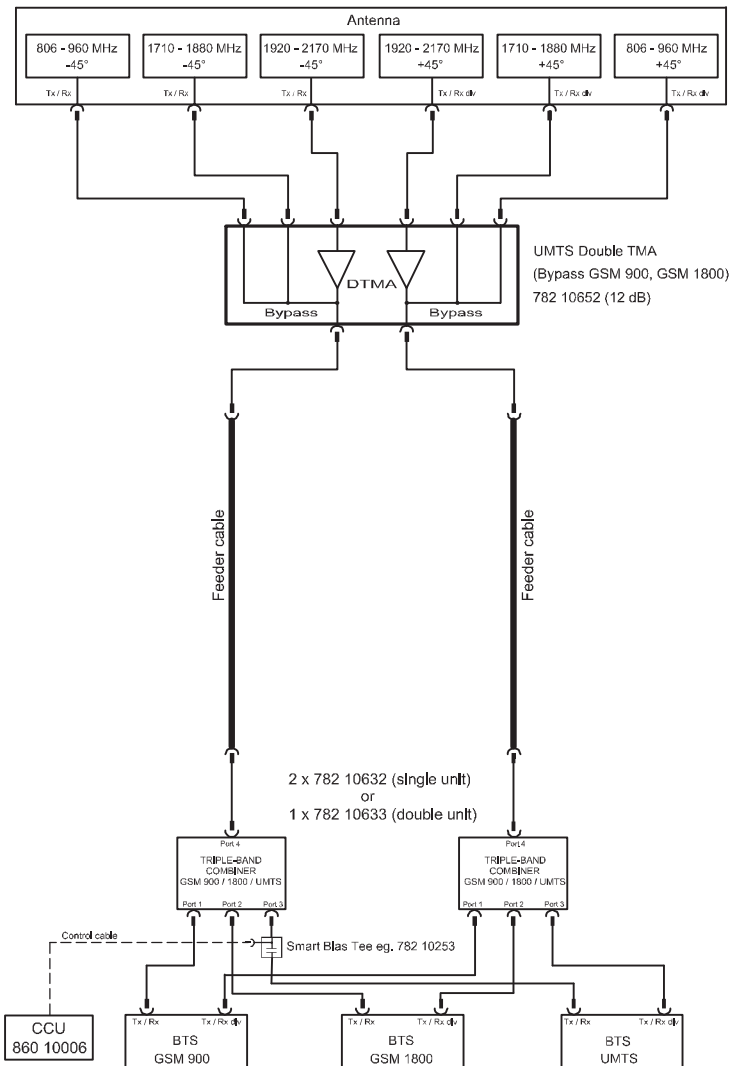 Antenna
806 - 960 MHz
-45°
1710 - 1880 MHz
-45°
1920 - 2170 MHz
-45°
1920 - 2170 MHz
+45°
1710 - 1880 MHz
+45°
806 - 960 MHz
+45°
Tx / Rx
Tx / Rx
Tx / Rx
Tx / Rx div
Tx / Rx div
Tx / Rx div
DTMA
Bypass
Bypass
UMTS Double TMA
(Bypass GSM 900, GSM 1800)
782 10652 (12 dB)
Feeder cable
Feeder cable
2 x 782 10632 (single unit)
or
1 x 782 10633 (double unit)
Port 4
TRIPLE-BAND
COMBINER
GSM 900 / 1800 / UMTS
Port 1 Port 2 Port 3
Port 4
TRIPLE-BAND
COMBINER
GSM 900 / 1800 / UMTS
Port 1 Port 2 Port 3
Control cable
Smart Bias Tee eg. 782 10253
CCU
860 10006
Tx / Rx Tx / Rx div
BTS
GSM 900
Tx / Rx Tx / Rx div
BTS
GSM 1800
Tx / Rx Tx / Rx div
BTS
UMTS